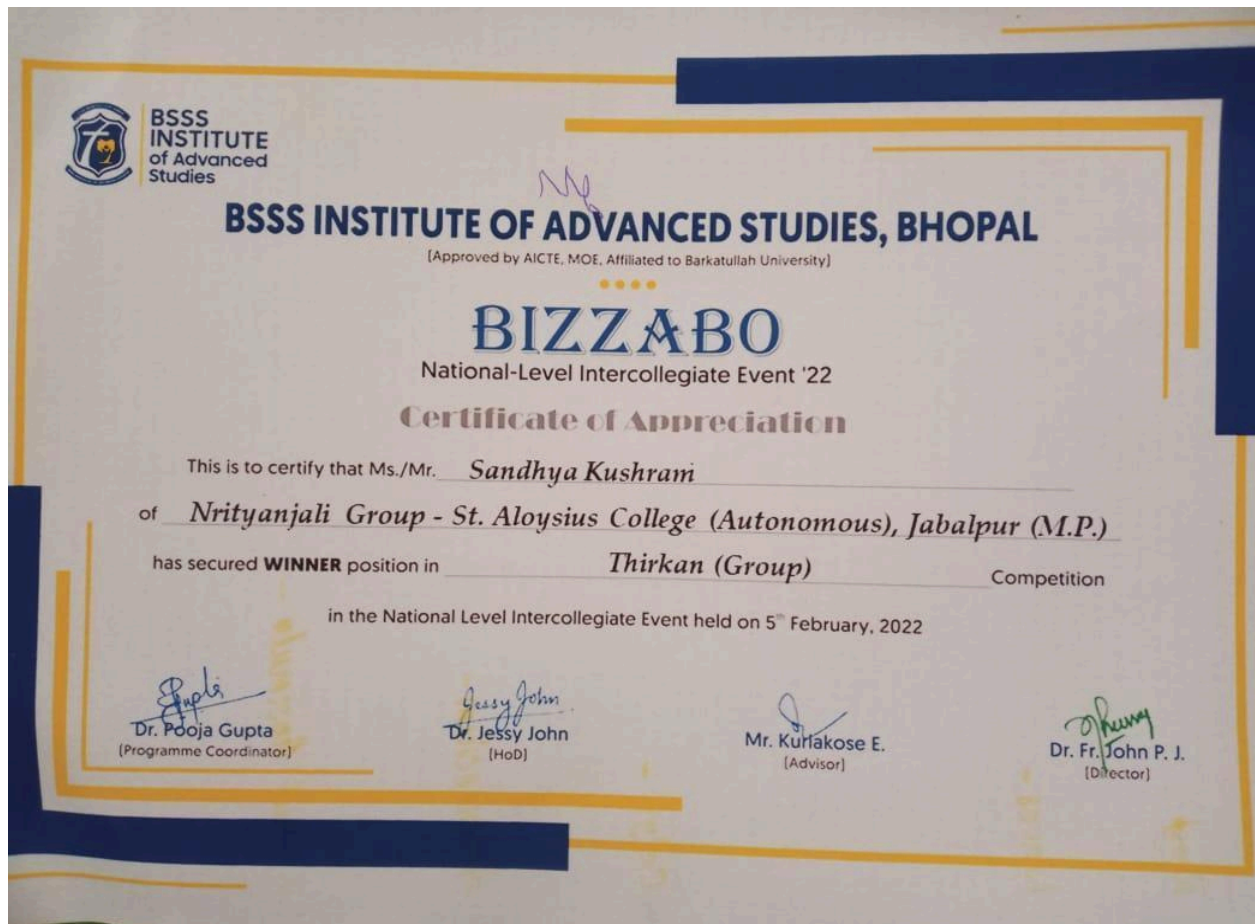 BSSS
INSTITUTE
of Advanced
Studies
BSSS INSTITUTE OF ADVANCED STUDIES, BHOPAL
(Approved by AICTE, MOE, Affiliated to Barkatullah University)
BIZZABO
National-Level Intercollegiate Event '22
Certificate of Appreciation
This is to certify that Ms./Mr. Sandhya Kushram
of Nrityanjali Group - St. Aloysius College (Autonomous), Jabalpur (M.P.)
has secured WINNER position in Thirkan (Group) Competition
in the National Level Intercollegiate Event held on 5th February, 2022
Jessy John
Dr. Pooja Gupta Dr. Jessy John Mr. Kuriakose E. Dr. Fr. John P. J.
(Programme Coordinator) (HoD) (Advisor) (Director)